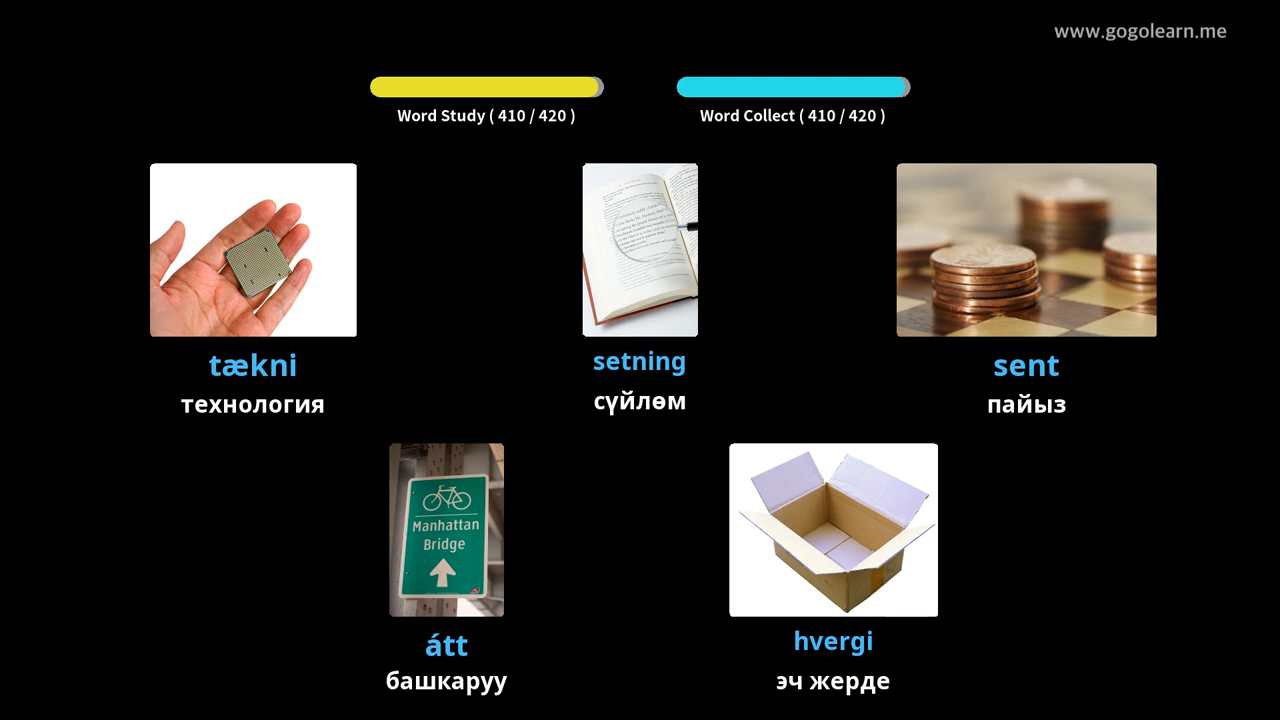 www.gogolearn.me
Word Study ( 410 / 420 )
Word Collect ( 410 / 420 )
tækni
технология
setning
сүйлөм
sent
пайыз
Manhattan
Bridge
átt
башкаруу
hvergi
эч жерде